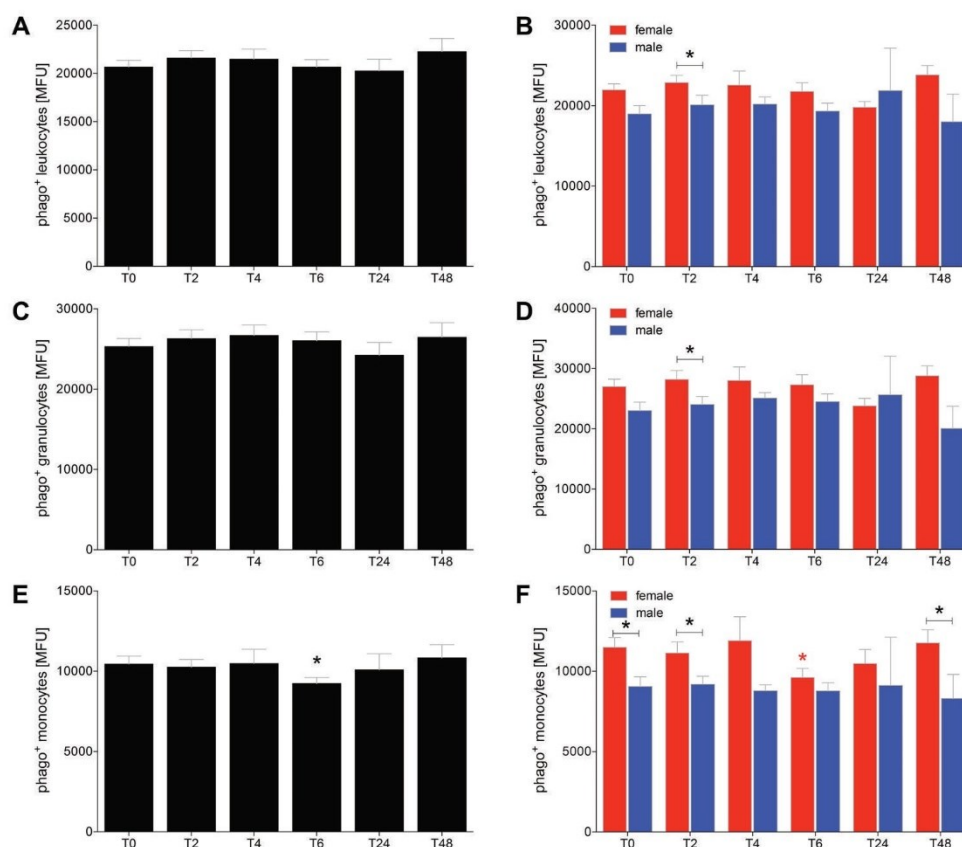 A
25000
20000
15000
10000
5000
0
phago+ leukocytes [MFU]
T0 T2 T4 T6 T24 T48
B
female
male
*
30000
20000
10000
0
phago+ leukocytes [MFU]
T0 T2 T4 T6 T24 T48
C
30000
20000
10000
0
phago+ granulocytes [MFU]
T0 T2 T4 T6 T24 T48
D
female
male
*
40000
30000
20000
10000
0
phago+ granulocytes [MFU]
T0 T2 T4 T6 T24 T48
E
*
15000
10000
5000
0
phago+ monocytes [MFU]
T0 T2 T4 T6 T24 T48
F
female
male
* * * *
15000
10000
5000
0
phago+ monocytes [MFU]
T0 T2 T4 T6 T24 T48